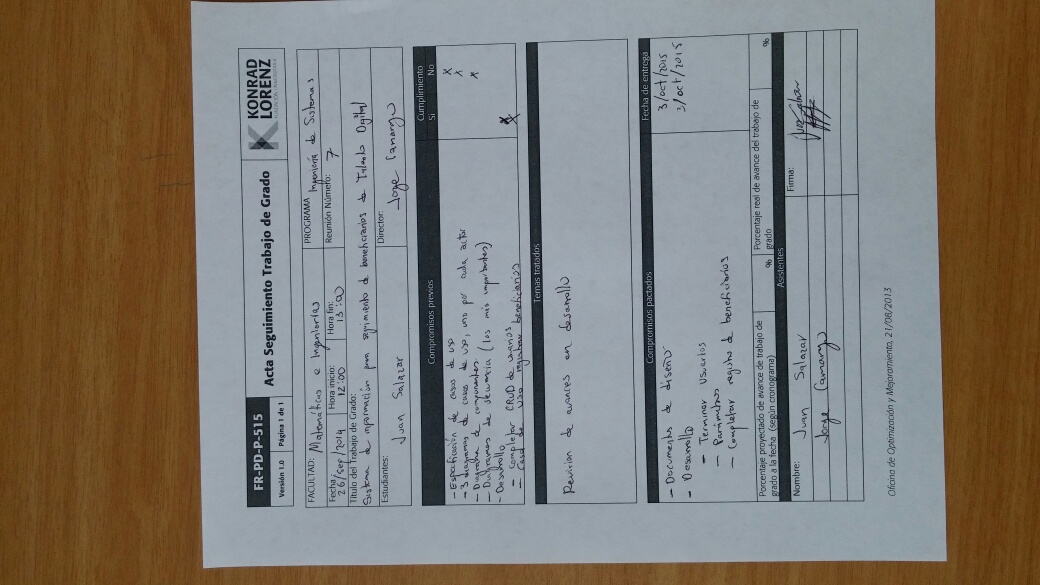 FR-PD-P-515
Versión 1.0 Página 1 de 1
Acta Seguimiento Trabajo de Grado
KONRAD
LORENZ
FUNDACIÓN UNIVERSITARIA
FACULTAD: Matemáticas e Ingenierías
PROGRAMA Ingeniería de Sistemas
Fecha: 26/sep/2014
Hora inicio: 12:00
Hora fin: 13:00
Reunión Número: 7
Título del Trabajo de Grado:
Sistema de información para seguimiento de beneficiarios de Talento Digital
Estudiantes: Juan Salazar
Director: Jorge Camargo
Compromisos previos
Cumplimiento
Si No
- Especificación de casos de uso X
- 3 diagramas de casos de uso, uno por cada actor X
- Diagrama de componentes X
- Diagramas de secuencia (los más importantes)
- Desarrollo
- Completar CRUD de usuarios X
- Caso de uso registrar beneficiarios
Temas tratados
Revision de avances en desarrollo
Compromisos pactados
Fecha de entrega
- Documentos de diseño 3/oct/2015
- Desarrollo 3/oct/2015
- Terminar usuarios
- Parámetros
- Completar registro de beneficiarios
Porcentaje proyectado de avance de trabajo de
grado a la fecha (según cronograma) %
Porcentaje real de avance del trabajo de
grado %
Asistentes
Nombre: Juan Salazar
Jorge Camargo
Firma: Juan Salazar
Oficina de Optimización y Mejoramiento, 21/08/2013